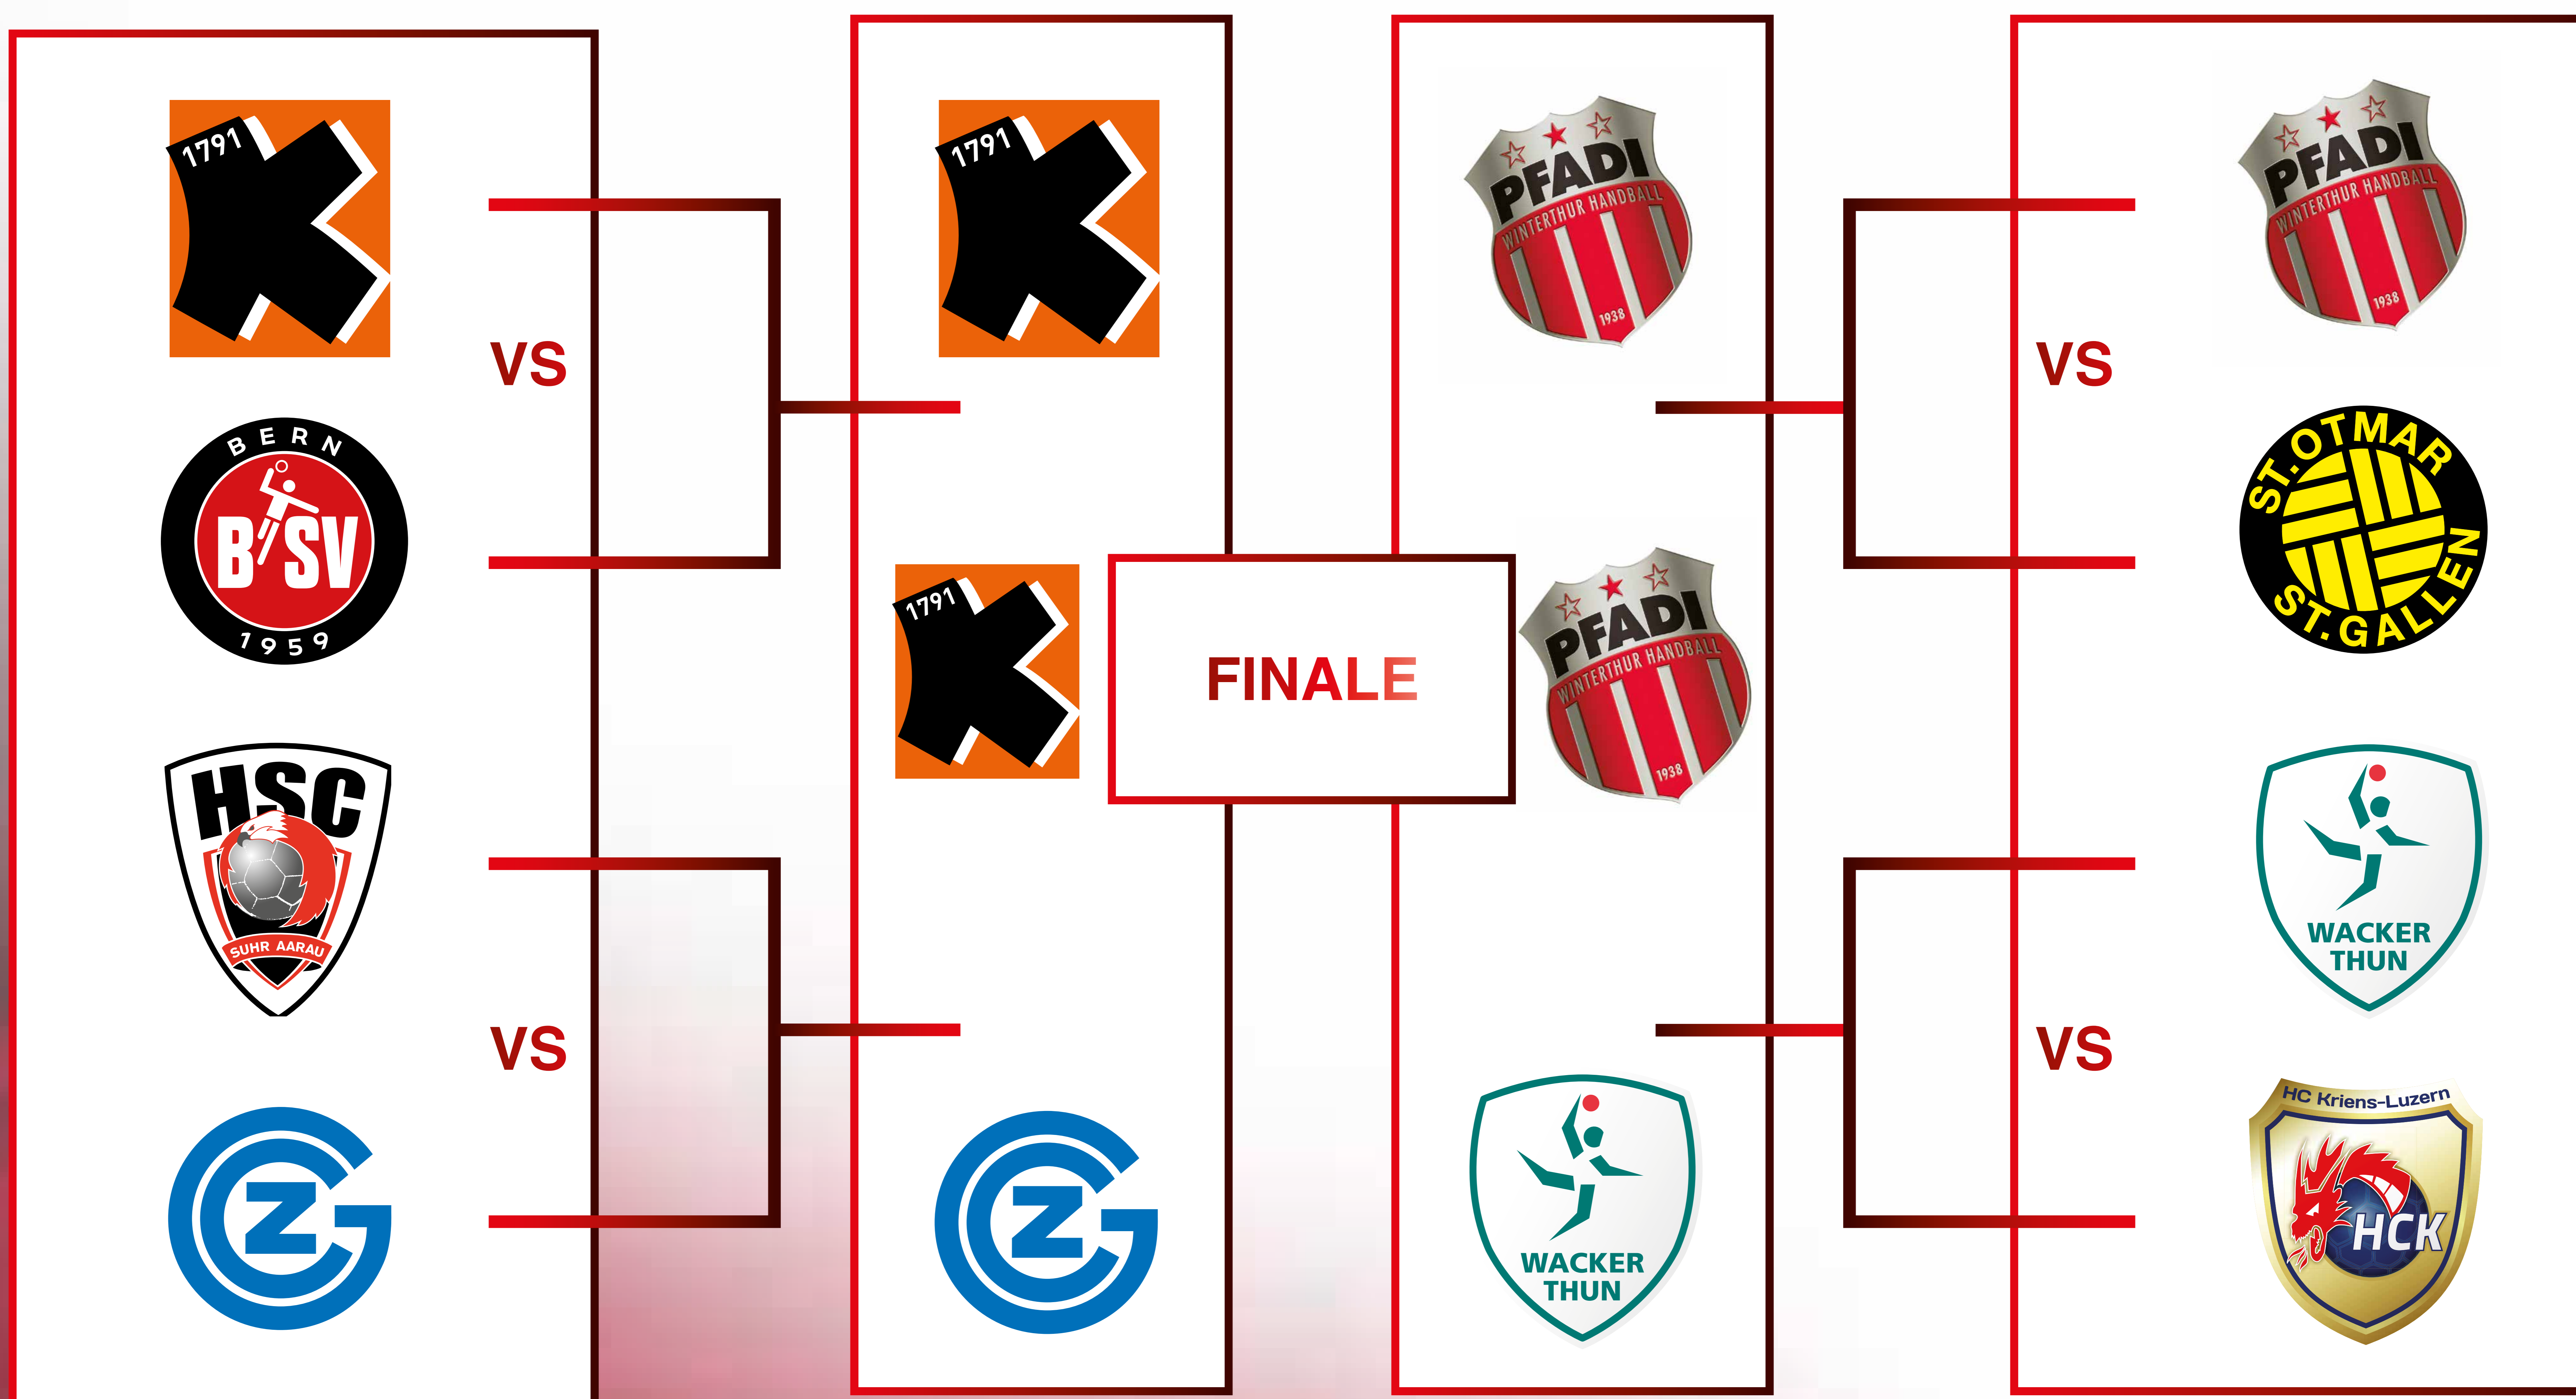 1791
BERN
BSV
1959
VS
HSC
SUHR AARAU
VS
GCZ
1791
1791
GCZ
FINALE
PFADI
WINTERTHUR HANDBALL
1938
PFADI
WINTERTHUR HANDBALL
1938
WACKER
THUN
PFADI
WINTERTHUR HANDBALL
1938
VS
ST.OTMAR
ST.GALLEN
WACKER
THUN
VS
HC Kriens-Luzern
HCK